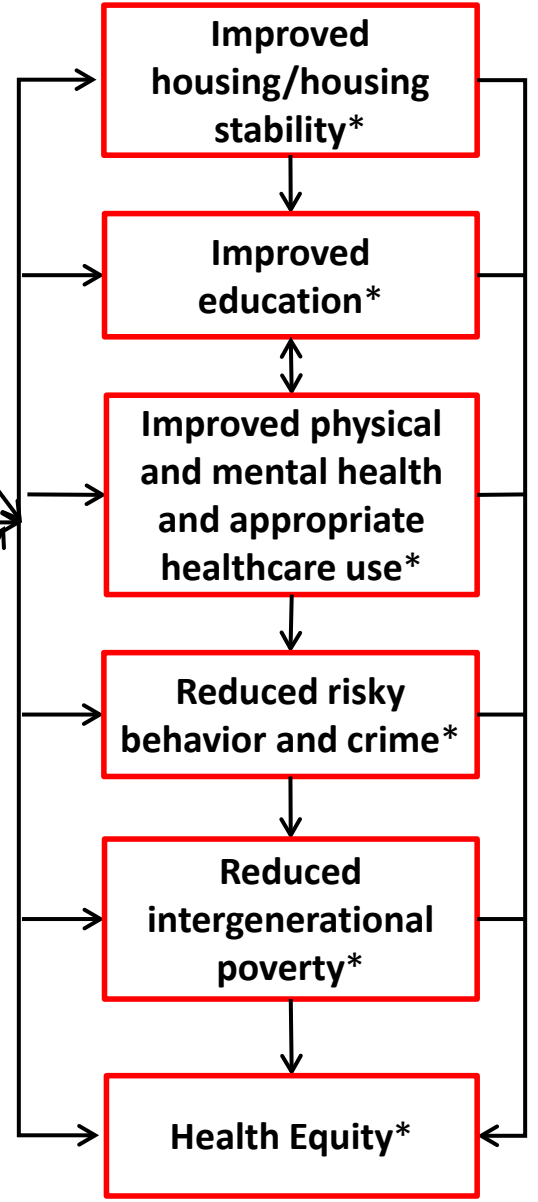 Improved
housing/housing
stability*
Improved
education*
Improved physical
and mental health
and appropriate
healthcare use*
Reduced risky
behavior and crime*
Reduced
intergenerational
poverty*
Health Equity*